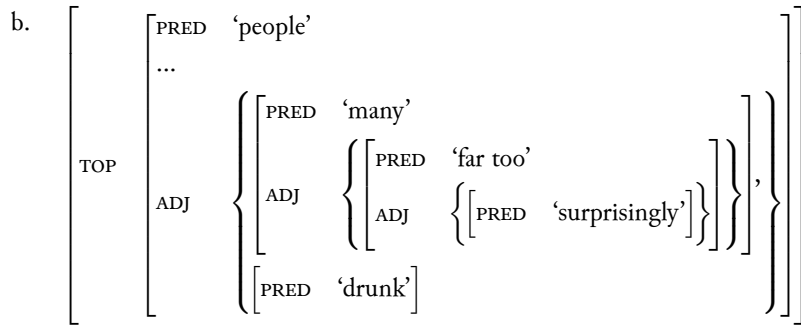 b.
PRED ‘people’
...
PRED ‘many’
PRED ‘far too’
TOP
ADJ
ADJ
ADJ
PRED ‘surprisingly’
,
PRED ‘drunk’